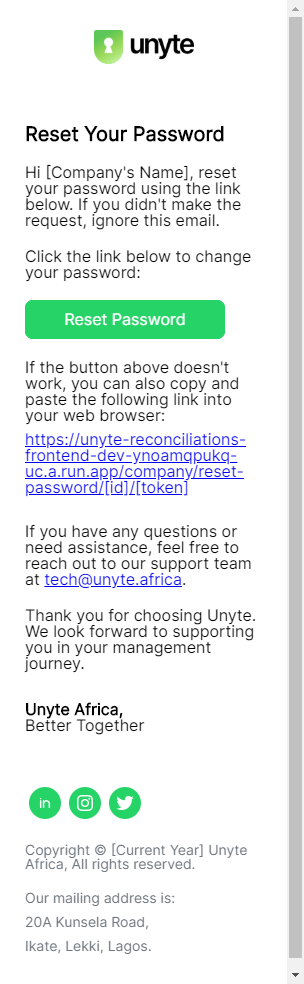 unyte
Reset Your Password
Hi [Company's Name], reset
your password using the link
below. If you didn't make the
request, ignore this email.
Click the link below to change
your password:
Reset Password
If the button above doesn't
work, you can also copy and
paste the following link into
your web browser:
https://unyte-reconciliations-
frontend-dev-ynoamqpukq-
uc.a.run.app/company/reset-
password/[id]/[token]
If you have any questions or
need assistance, feel free to
reach out to our support team
at tech@unyte.africa.
Thank you for choosing Unyte.
We look forward to supporting
you in your management
journey.
Unyte Africa,
Better Together
in
Copyright © [Current Year] Unyte
Africa, All rights reserved.
Our mailing address is:
20A Kunsela Road,
Ikate, Lekki, Lagos.